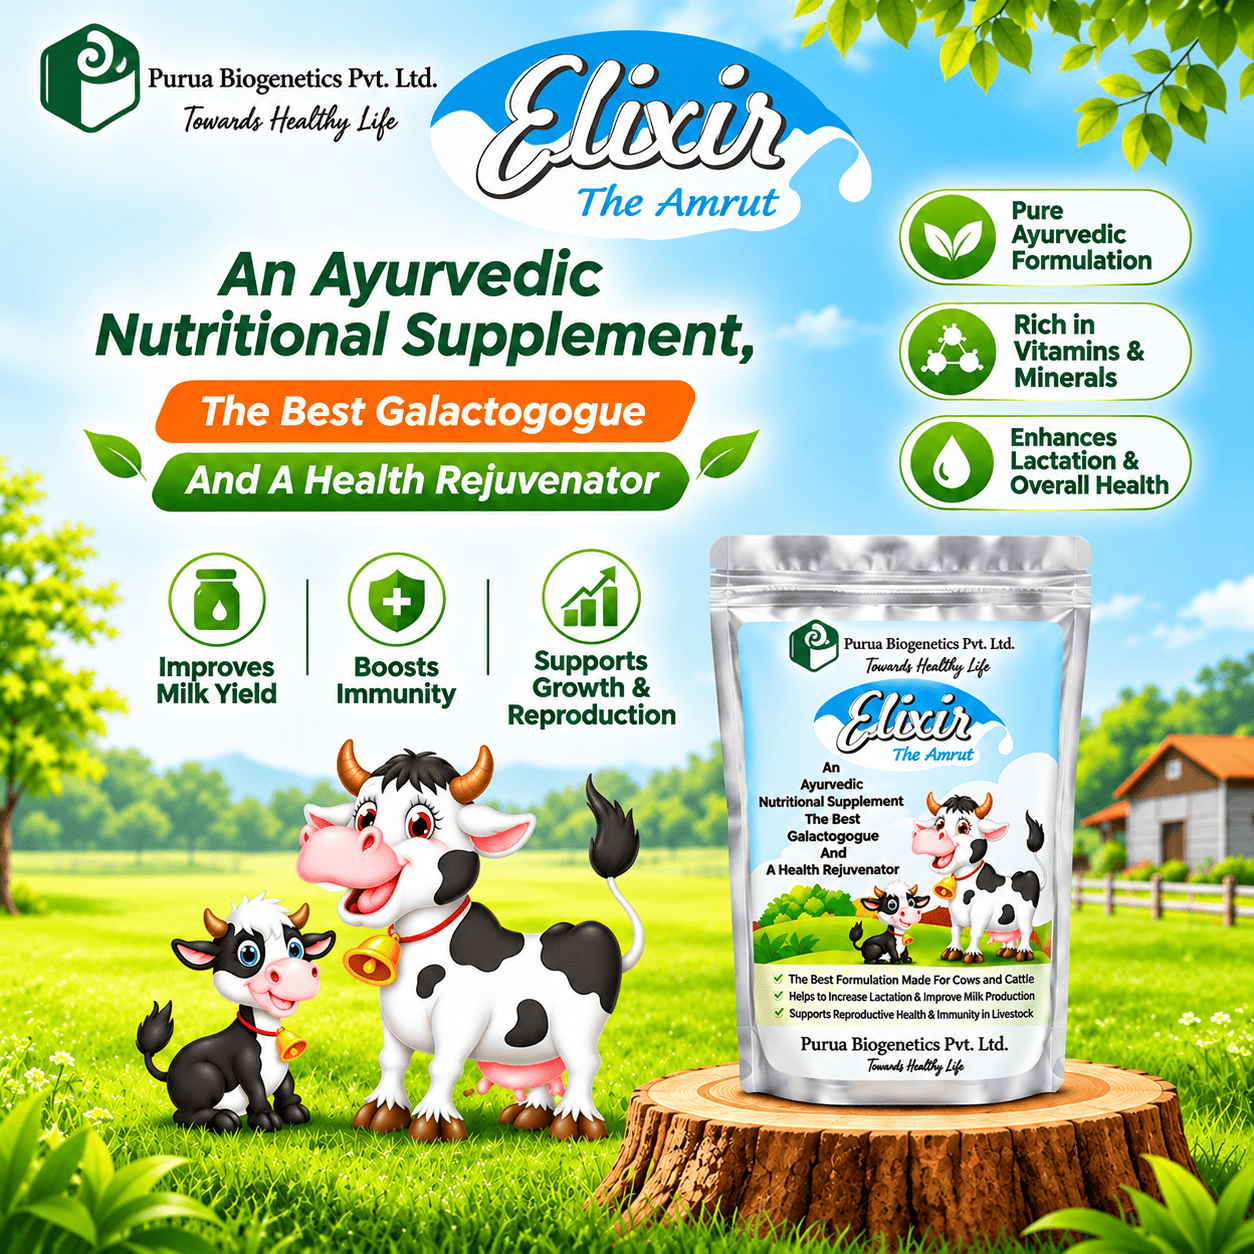 Purua Biogenetics Pvt. Ltd.
Towards Healthy Life
Elixir
The Amrut
An Ayurvedic
Nutritional Supplement,
The Best Galactogogue
And A Health Rejuvenator
Pure
Ayurvedic
Formulation
Rich in
Vitamins &
Minerals
Enhances
Lactation &
Overall Health
Improves
Milk Yield
Boosts
Immunity
Supports
Growth &
Reproduction
Purua Biogenetics Pvt. Ltd.
Towards Healthy Life
Elixir
The Amrut
An
Ayurvedic
Nutritional Supplement
The Best
Galactogogue
And
A Health Rejuvenator
The Best Formulation Made For Cows and Cattle
Helps to Increase Lactation & Improve Milk Production
Supports Reproductive Health & Immunity in Livestock
Purua Biogenetics Pvt. Ltd.
Towards Healthy Life